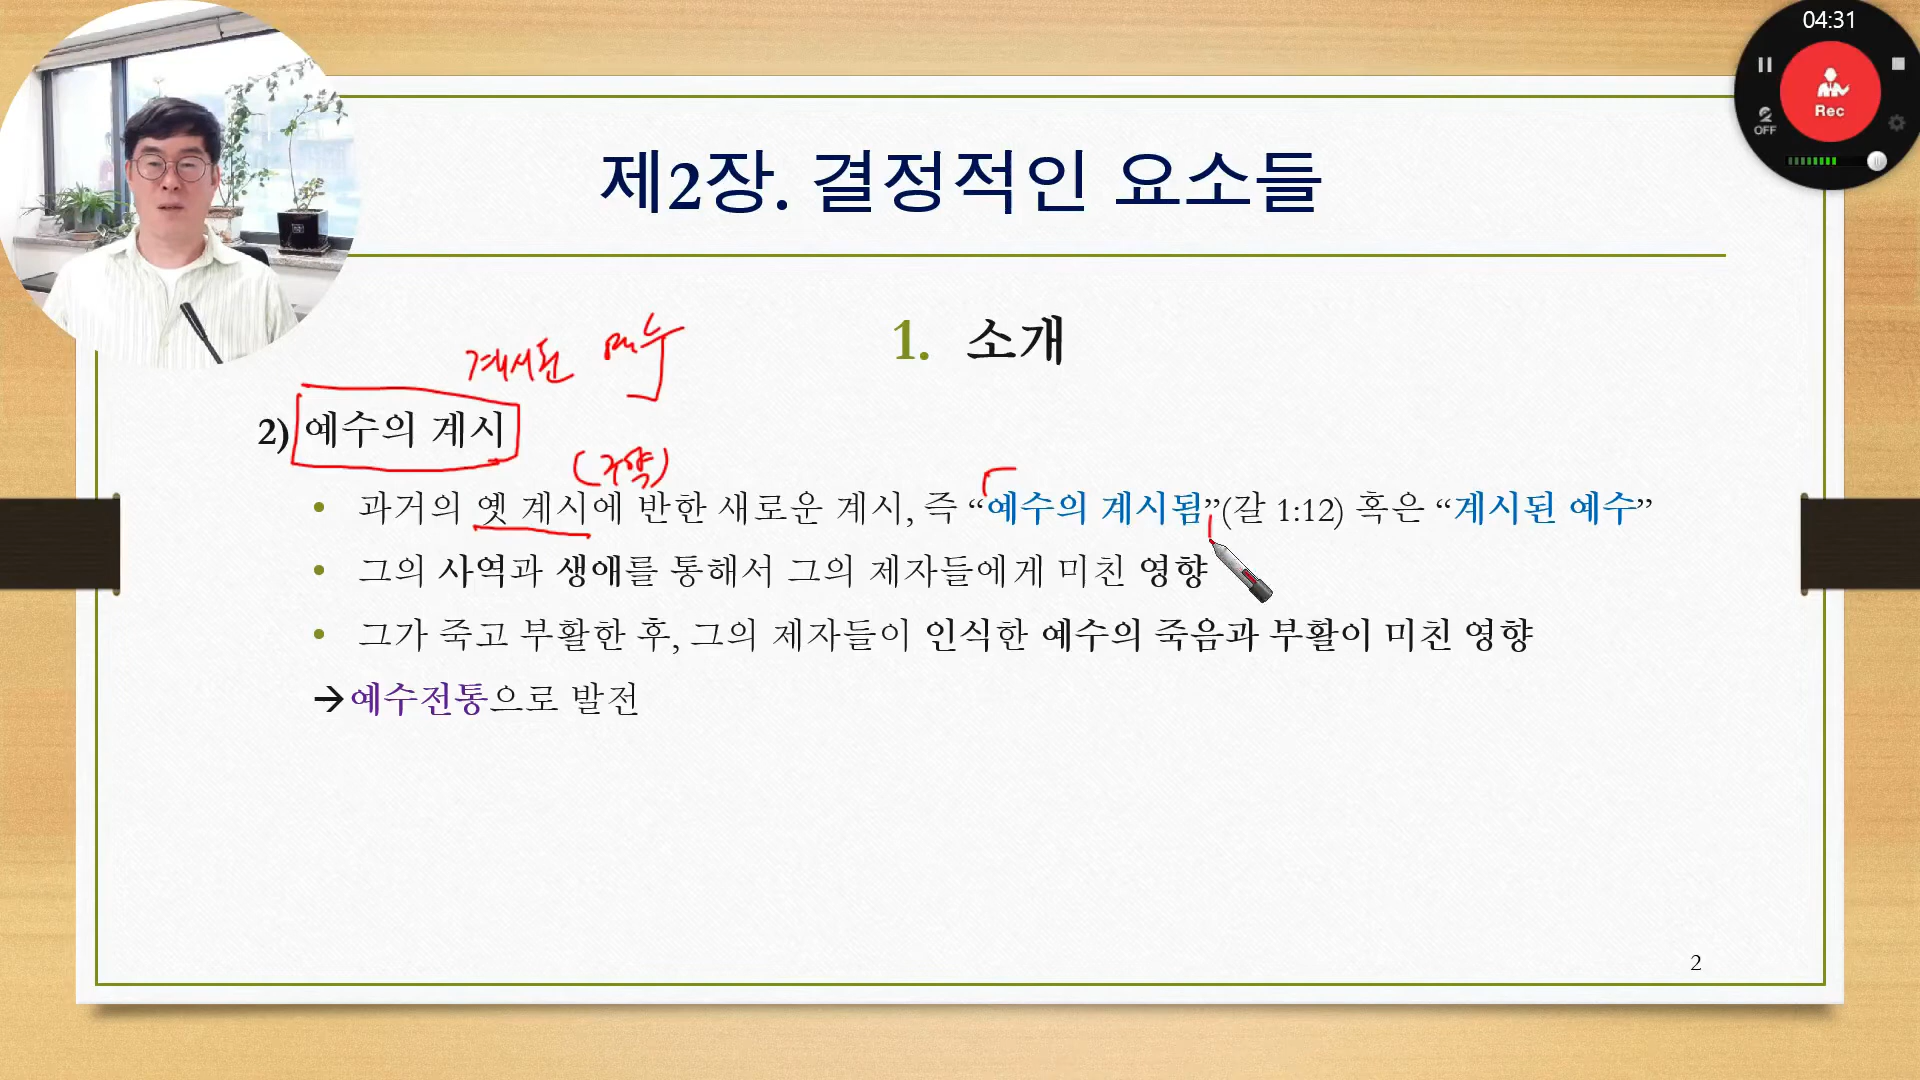 04:31
Rec
OFF
제2장. 결정적인 요소들
1. 소개
계시된 예수
2) 예수의 계시
(구약)
• 과거의 옛 계시에 반한 새로운 계시, 즉 “예수의 계시됨”(갈 1:12) 혹은 “계시된 예수”
• 그의 사역과 생애를 통해서 그의 제자들에게 미친 영향
• 그가 죽고 부활한 후, 그의 제자들이 인식한 예수의 죽음과 부활이 미친 영향
→예수전통으로 발전
2